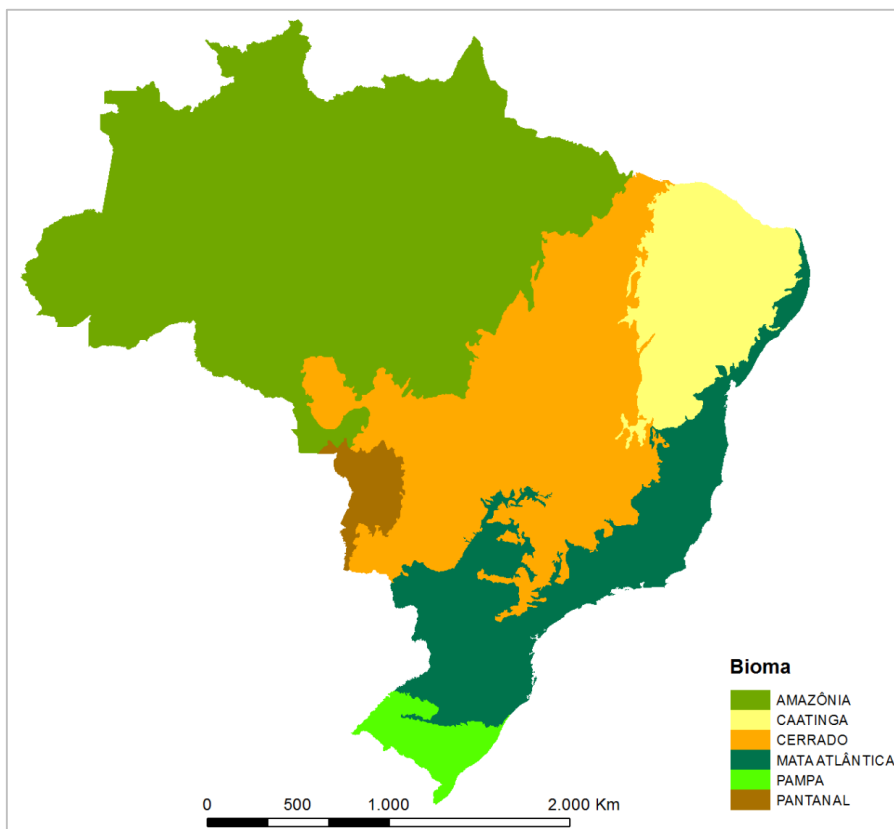 Bioma
AMAZÔNIA
CAATINGA
CERRADO
MATA ATLÂNTICA
PAMPA
PANTANAL
0 500 1.000 2.000 Km